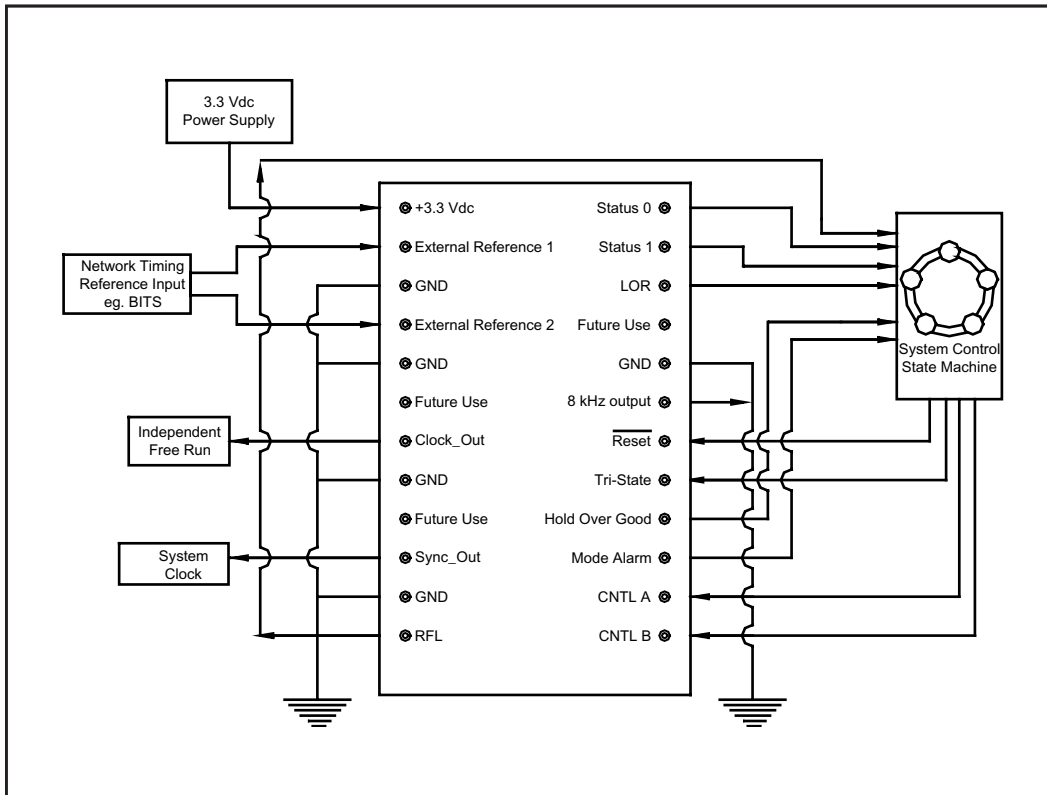 3.3 Vdc
Power Supply
Network Timing
Reference Input
eg. BITS
Independent
Free Run
System
Clock
+3.3 Vdc
External Reference 1
GND
External Reference 2
GND
Future Use
Clock_Out
GND
Future Use
Sync_Out
GND
RFL
Status 0
Status 1
LOR
Future Use
GND
8 kHz output
Reset
Tri-State
Hold Over Good
Mode Alarm
CNTL A
CNTL B
System Control
State Machine